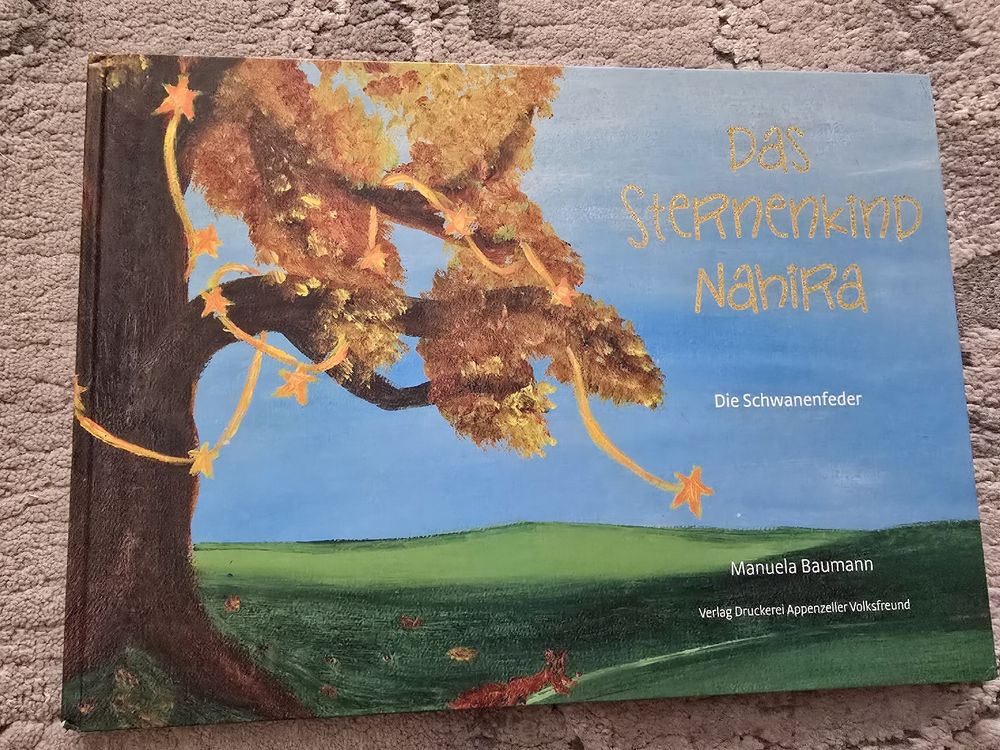 Das
Sternenkind
Nahira
Die Schwanenfeder
Manuela Baumann
Verlag Druckerei Appenzeller Volksfreund